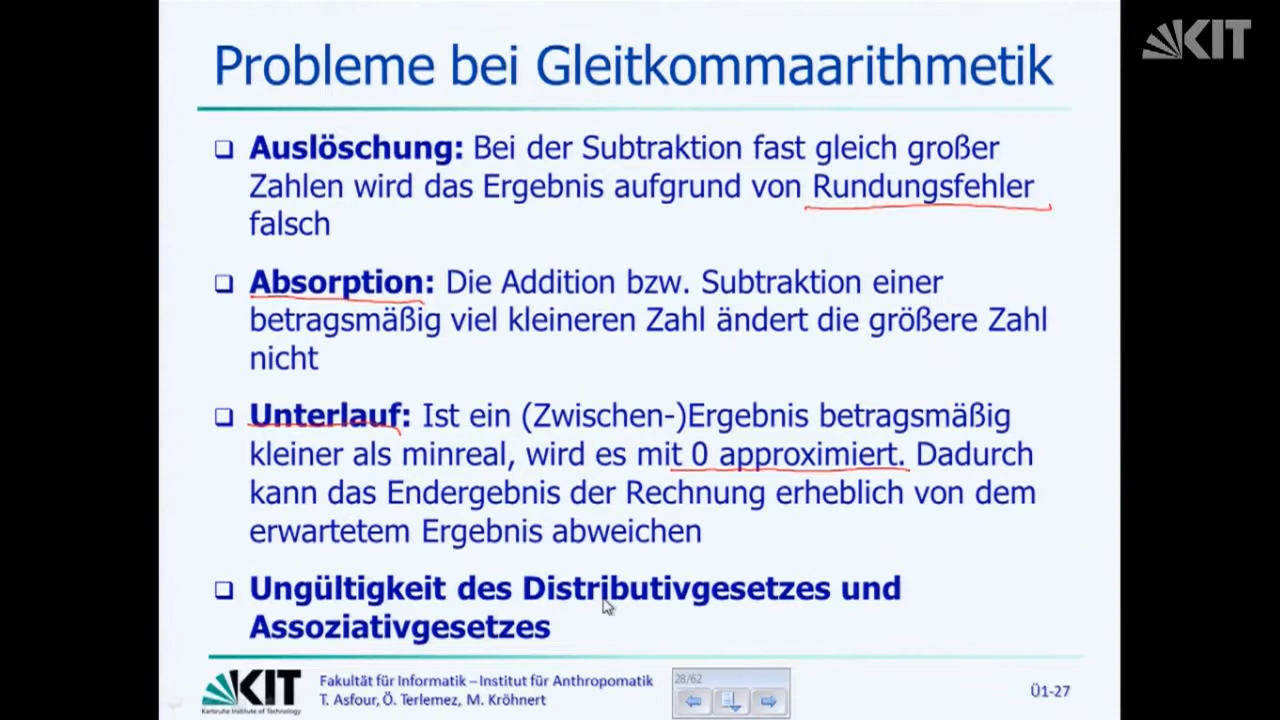 KIT
Probleme bei Gleitkommaarithmetik
❑ Auslöschung: Bei der Subtraktion fast gleich großer
Zahlen wird das Ergebnis aufgrund von Rundungsfehler
falsch
❑ Absorption: Die Addition bzw. Subtraktion einer
betragsmäßig viel kleineren Zahl ändert die größere Zahl
nicht
❑ Unterlauf: Ist ein (Zwischen-)Ergebnis betragsmäßig
kleiner als minreal, wird es mit 0 approximiert. Dadurch
kann das Endergebnis der Rechnung erheblich von dem
erwartetem Ergebnis abweichen
❑ Ungültigkeit des Distributivgesetzes und
Assoziativgesetzes
KIT
Karlsruhe Institute of Technology
Fakultät für Informatik – Institut für Anthropomatik
T. Asfour, Ö. Terlemez, M. Kröhnert
28/62
Ü1-27